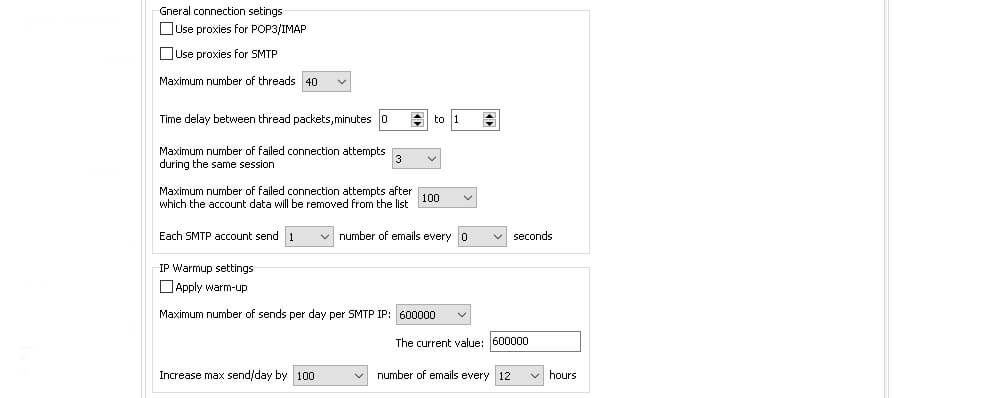 Gneral connection setings
Use proxies for POP3/IMAP
Use proxies for SMTP
Maximum number of threads 40
Time delay between thread packets,minutes 0 to 1
Maximum number of failed connection attempts
during the same session 3
Maximum number of failed connection attempts after
which the account data will be removed from the list 100
Each SMTP account send 1 number of emails every 0 seconds
IP Warmup settings
Apply warm-up
Maximum number of sends per day per SMTP IP: 600000
The current value: 600000
Increase max send/day by 100 number of emails every 12 hours